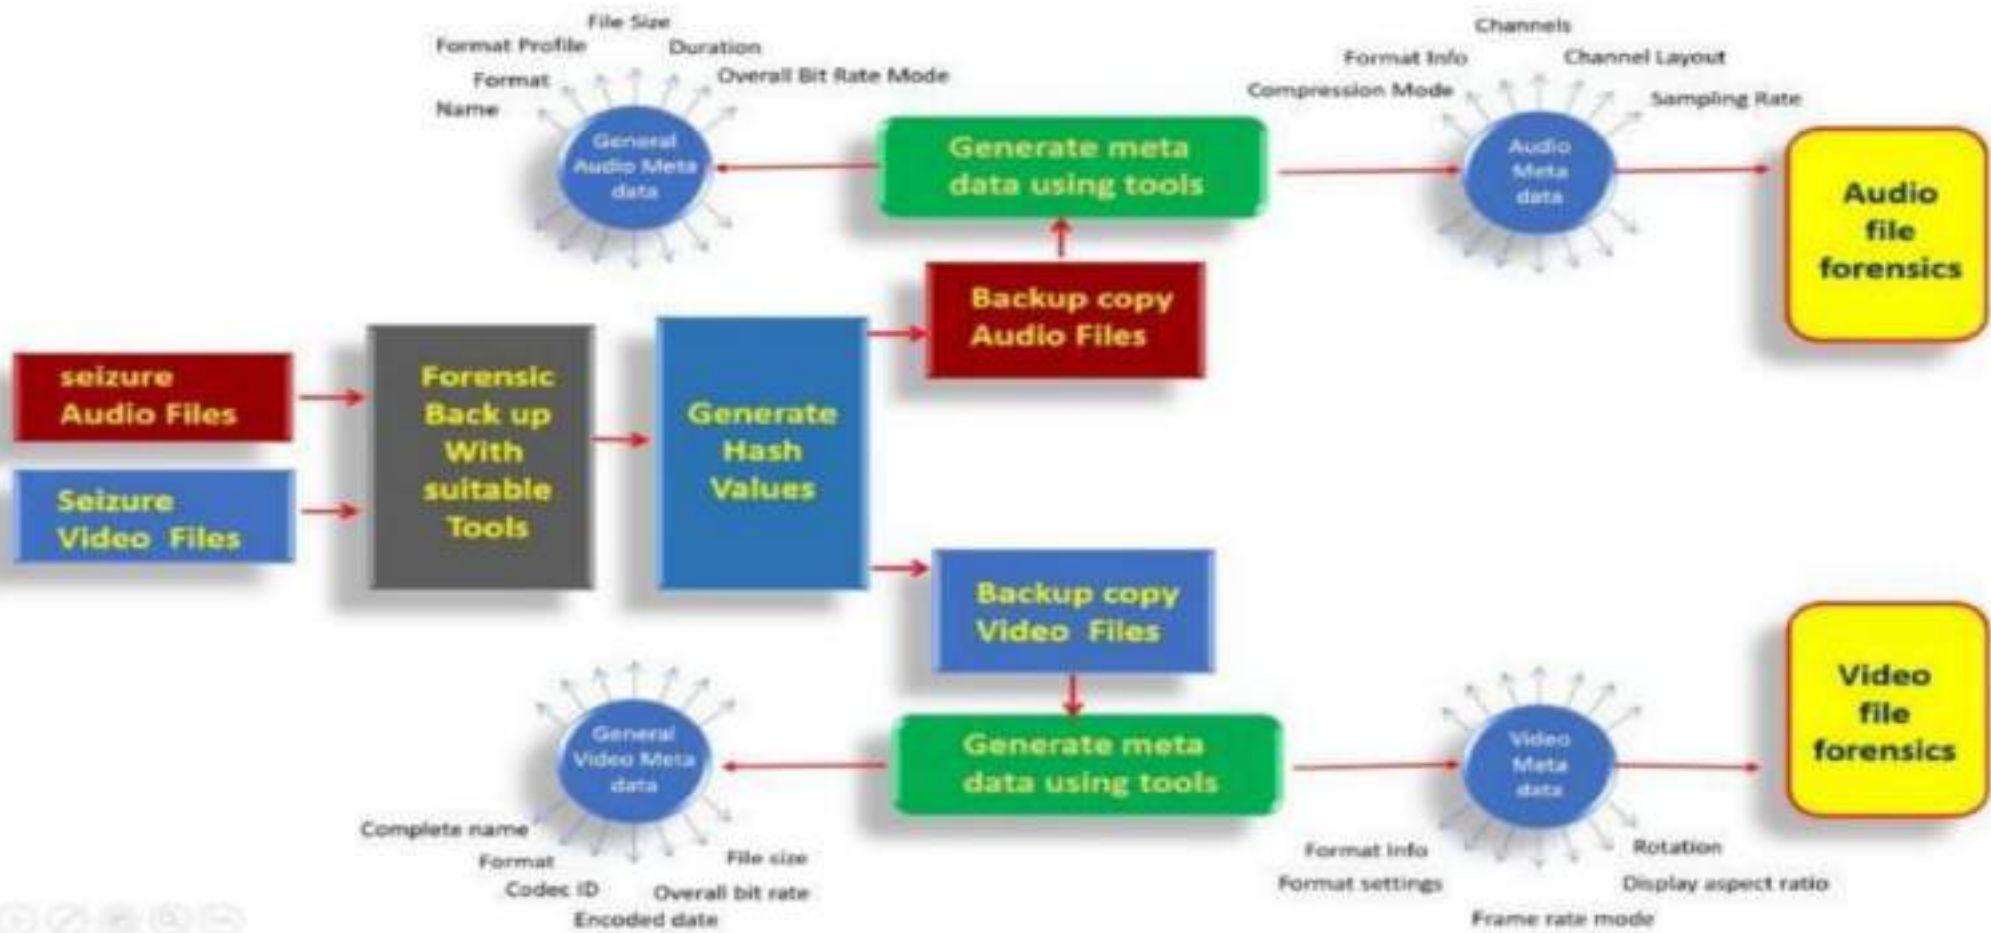 File Size
Format Profile
Duration
Format
Overall Bit Rate Mode
Name
General
Audio Meta
data
Generate meta
data using tools
Channels
Format Info
Channel Layout
Compression Mode
Sampling Rate
Audio
Meta
data
Audio
file
forensics
Backup copy
Audio Files
seizure
Audio Files
Seizure
Video Files
Forensic
Back up
With
suitable
Tools
Generate
Hash
Values
Backup copy
Video Files
General
Video Meta
data
Complete name
Format
File size
Codec ID
Overall bit rate
Encoded date
Generate meta
data using tools
Video
Meta
data
Format Info
Rotation
Format settings
Display aspect ratio
Frame rate mode
Video
file
forensics